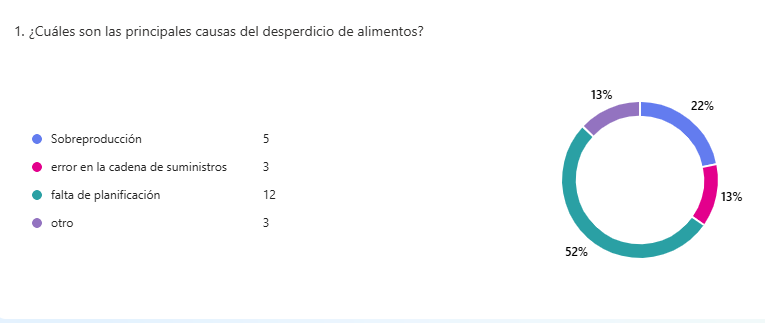 1. ¿Cuáles son las principales causas del desperdicio de alimentos?
Sobreproducción 5
error en la cadena de suministros 3
falta de planificación 12
otro 3
13%
22%
13%
52%